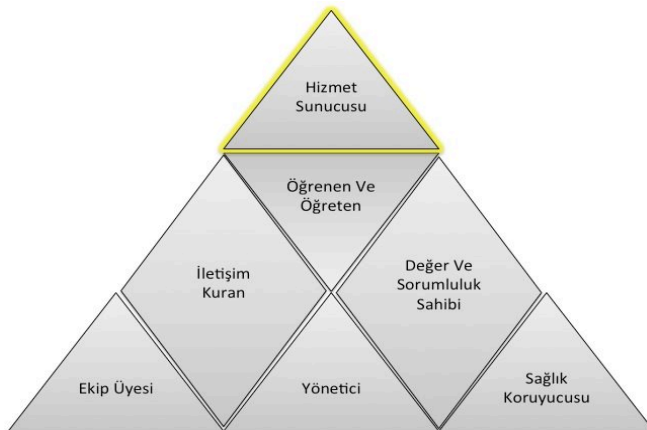 Hizmet
Sunucusu
Öğrenen Ve
Öğreten
İletişim
Kuran
Değer Ve
Sorumluluk
Sahibi
Ekip Üyesi
Yönetici
Sağlık
Koruyucusu